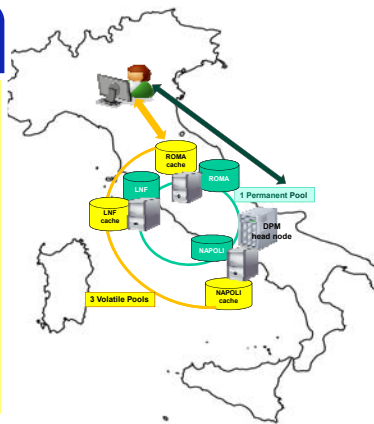 ROMA
cache
ROMA
LNF
1 Permanent Pool
LNF
cache
DPM
head node
NAPOLI
3 Volatile Pools
NAPOLI
cache